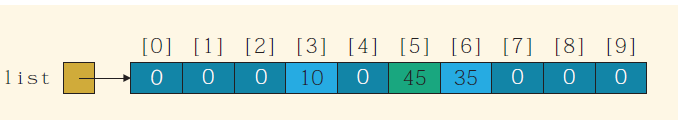 [0] [1] [2] [3] [4] [5] [6] [7] [8] [9]
list 0 0 0 10 0 45 35 0 0 0